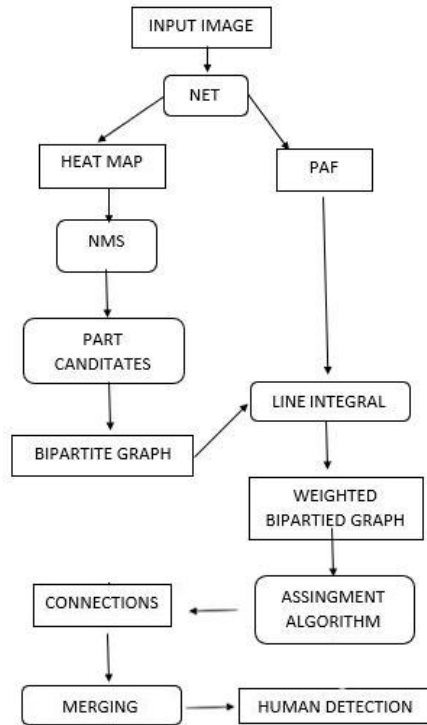 INPUT IMAGE
NET
HEAT MAP
PAF
NMS
PART
CANDITATES
LINE INTEGRAL
BIPARTITE GRAPH
WEIGHTED
BIPARTIED GRAPH
ASSINGMENT
ALGORITHM
CONNECTIONS
MERGING
HUMAN DETECTION